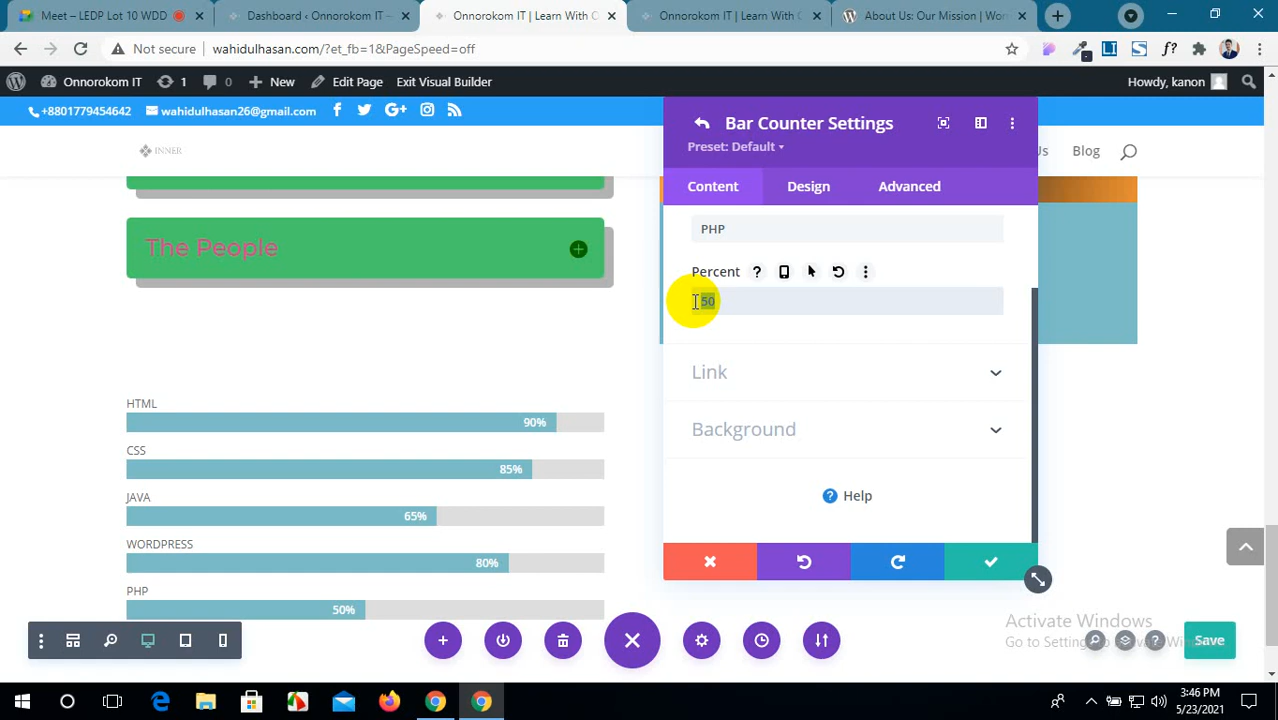 Meet – LEDP Lot 10 WDD
Dashboard ‹ Onnorokom IT –
Onnorokom IT | Learn With O
Onnorokom IT | Learn With O
About Us: Our Mission | Wor
Not secure
wahidulhasan.com/?et_fb=1&PageSpeed=off
Onnorokom IT
1
0
New
Edit Page
Exit Visual Builder
Howdy, kanon
+8801779454642
wahidulhasan26@gmail.com
INNER
Us
Blog
Bar Counter Settings
Preset: Default
Content
Design
Advanced
The People
PHP
Percent
50
Link
Background
Help
HTML
90%
CSS
85%
JAVA
65%
WORDPRESS
80%
PHP
50%
Activate Windows
Go to Settings to Activate Windows.
Save
3:46 PM
5/23/2021